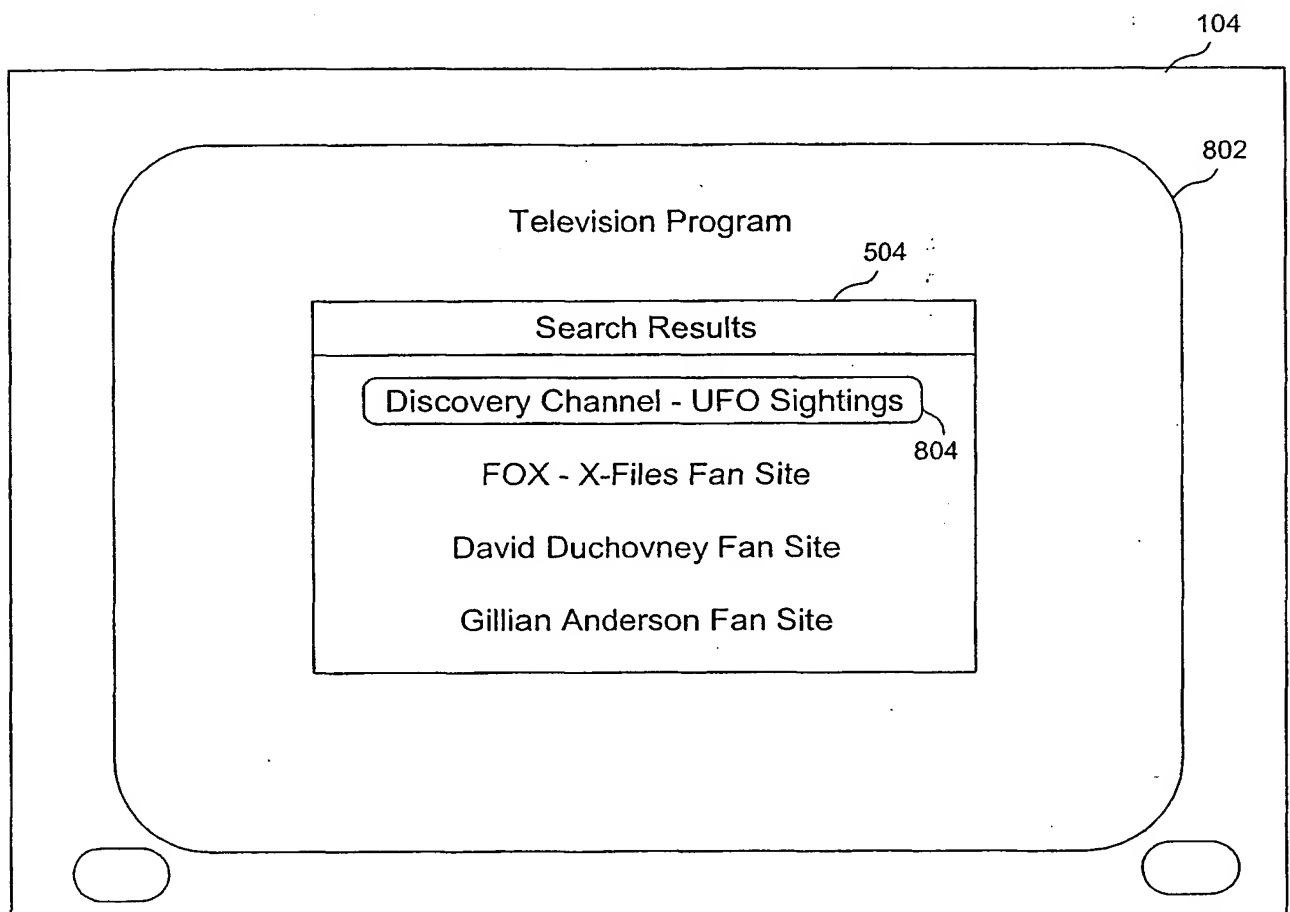 104
802
Television Program
504
Search Results
Discovery Channel - UFO Sightings
804
FOX - X-Files Fan Site
David Duchovney Fan Site
Gillian Anderson Fan Site